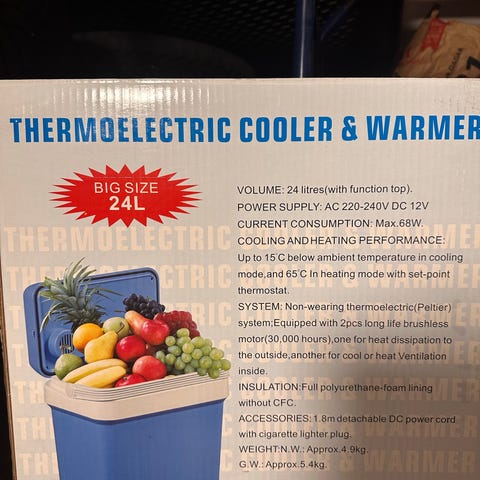 THERMOELECTRIC COOLER & WARMER
BIG SIZE
24L
VOLUME: 24 litres(with function top).
POWER SUPPLY: AC 220-240V DC 12V
CURRENT CONSUMPTION: Max.68W.
COOLING AND HEATING PERFORMANCE:
Up to 15°C below ambient temperature in cooling
mode,and 65°C In heating mode with set-point
thermostat.
SYSTEM: Non-wearing thermoelectric(Peltier)
system;Equipped with 2pcs long life brushless
motor(30,000 hours),one for heat dissipation to
the outside,another for cool or heat Ventilation
inside.
INSULATION:Full polyurethane-foam lining
without CFC.
ACCESSORIES: 1.8m detachable DC power cord
with cigarette lighter plug.
WEIGHT:N.W.: Approx.4.9kg.
G.W.: Approx.5.4kg.